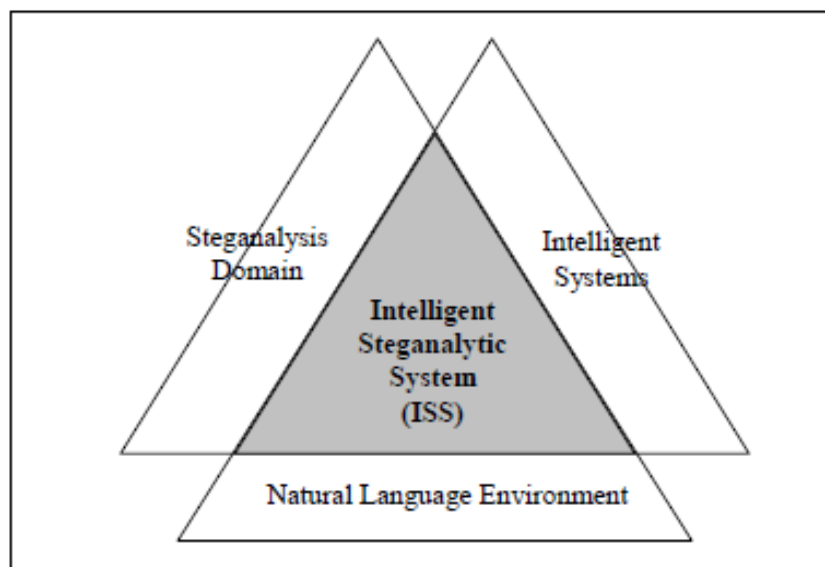 Steganalysis
Domain
Intelligent
Systems
Intelligent
Steganalytic
System
(ISS)
Natural Language Environment